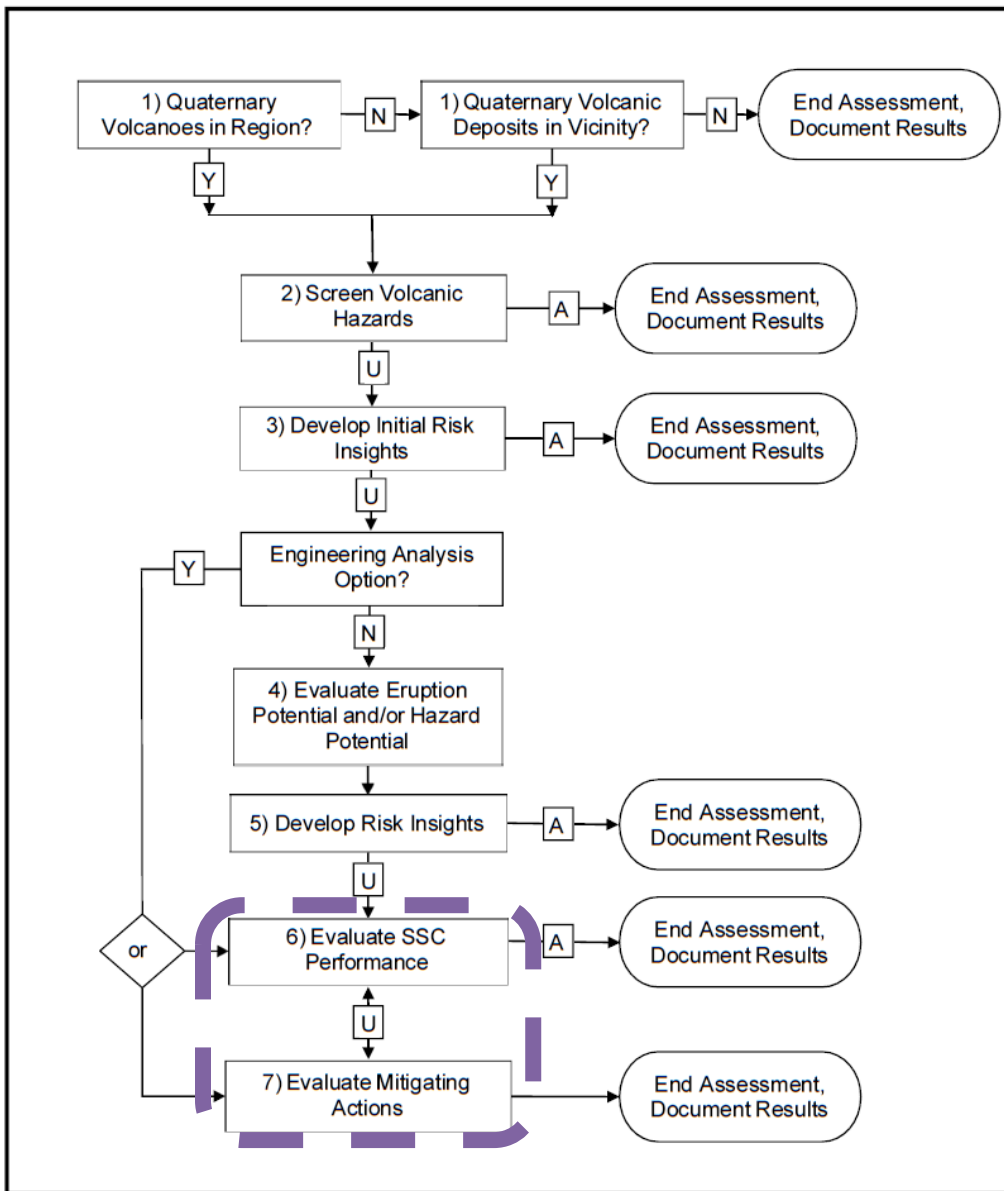 1) Quaternary
Volcanoes in Region?
N
1) Quaternary Volcanic
Deposits in Vicinity?
N
End Assessment,
Document Results
Y
Y
2) Screen Volcanic
Hazards
A
End Assessment,
Document Results
U
3) Develop Initial Risk
Insights
A
End Assessment,
Document Results
U
Engineering Analysis
Option?
Y
N
4) Evaluate Eruption
Potential and/or Hazard
Potential
5) Develop Risk Insights
A
End Assessment,
Document Results
U
or
6) Evaluate SSC
Performance
A
End Assessment,
Document Results
U
7) Evaluate Mitigating
Actions
End Assessment,
Document Results